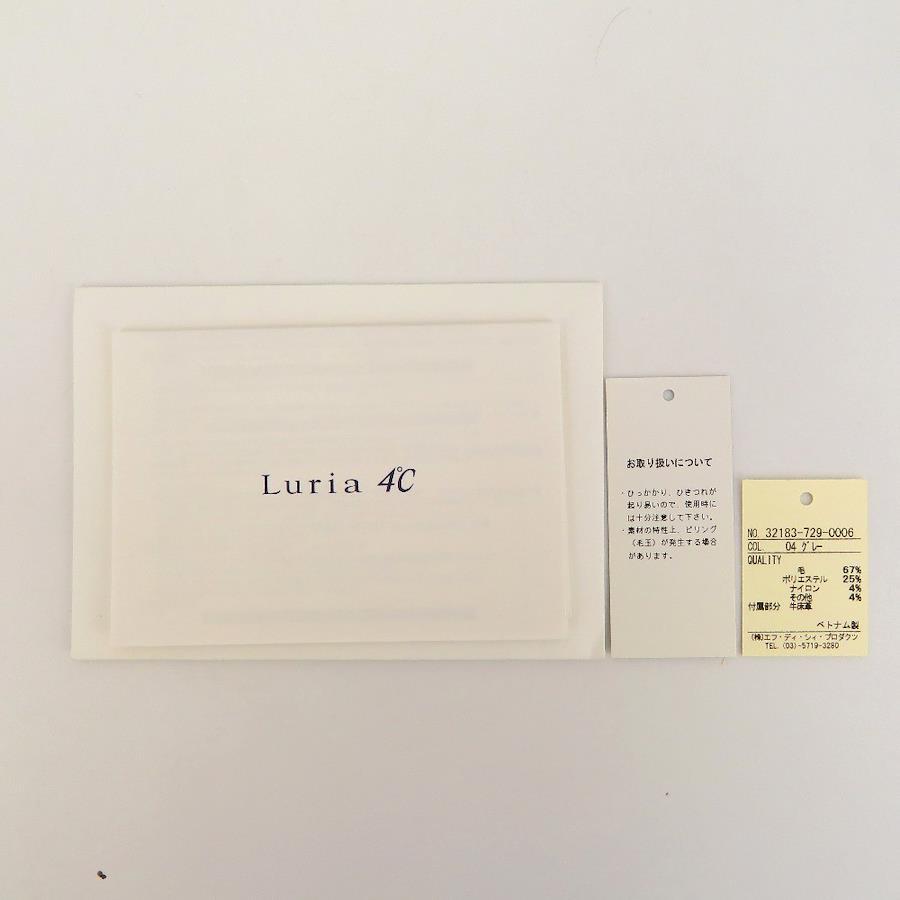 Luria 4℃
お取り扱いについて
・ひっかかり、ひきつれが
起り易いので、使用時に
は十分注意して下さい。
・素材の特性上、ピリング
（毛玉）が発生する場合
があります。
NO. 32183-729-0006
COL. 04 グレー
QUALITY
毛 67%
ポリエステル 25%
ナイロン 4%
その他 4%
付属部分 牛床革
ベトナム製
(株)エフ・ディ・シィ・プロダクツ
TEL. (03)-5719-3280